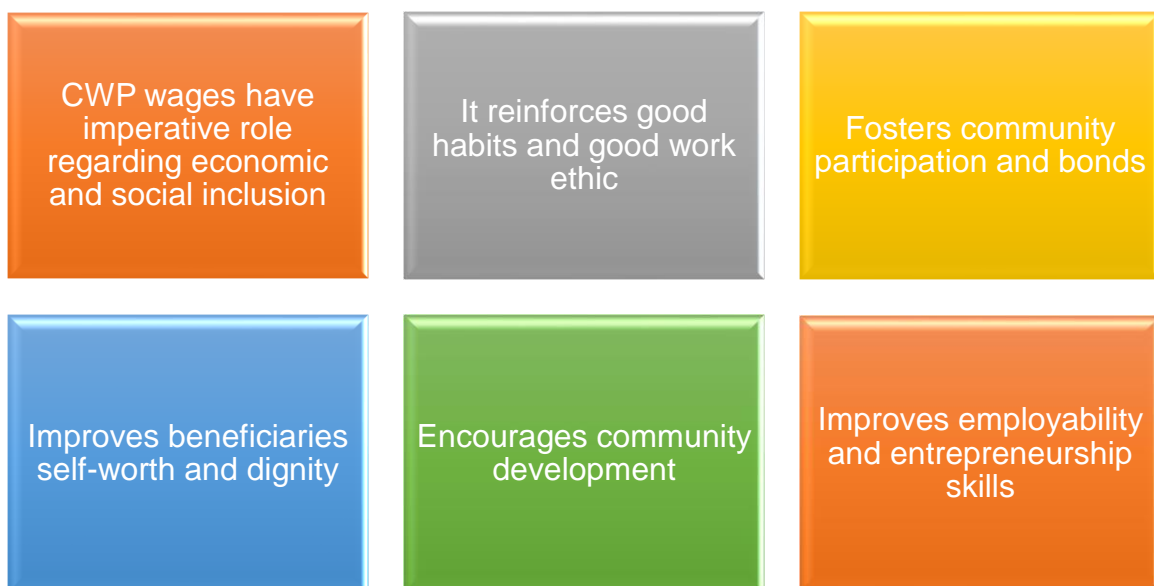 CWP wages have
imperative role
regarding economic
and social inclusion
It reinforces good
habits and good work
ethic
Fosters community
participation and bonds
Improves beneficiaries
self-worth and dignity
Encourages community
development
Improves employability
and entrepreneurship
skills